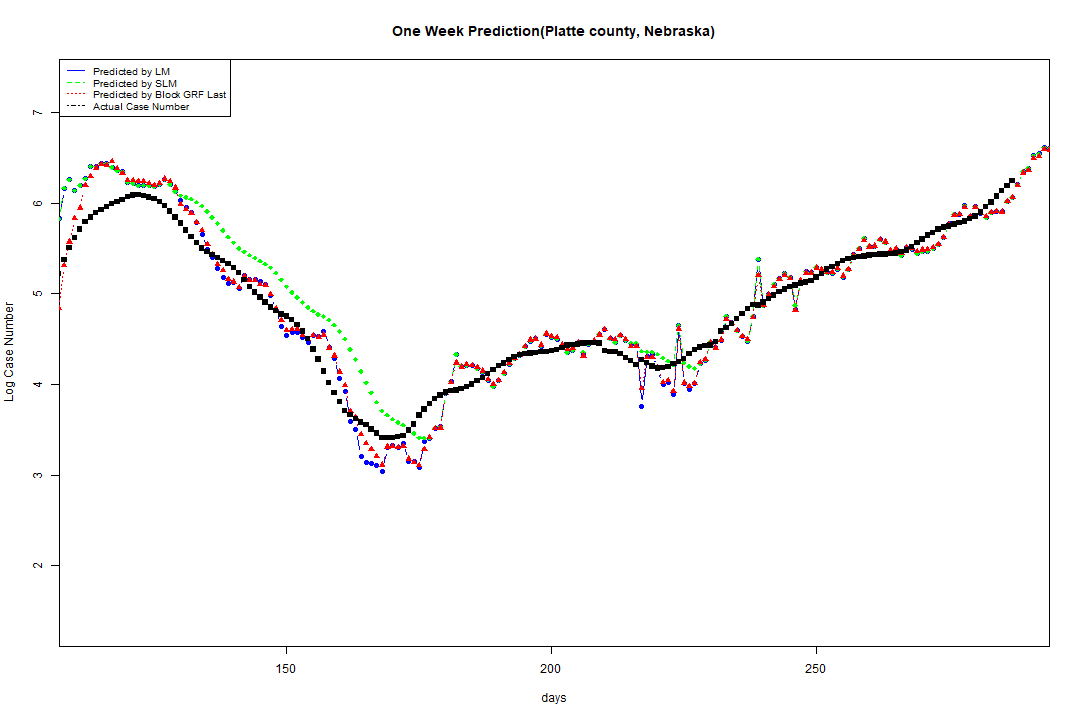 One Week Prediction(Platte county, Nebraska)
Predicted by LM
Predicted by SLM
Predicted by Block GRF Last
Actual Case Number
7
6
5
4
3
2
Log Case Number
150 200 250
days